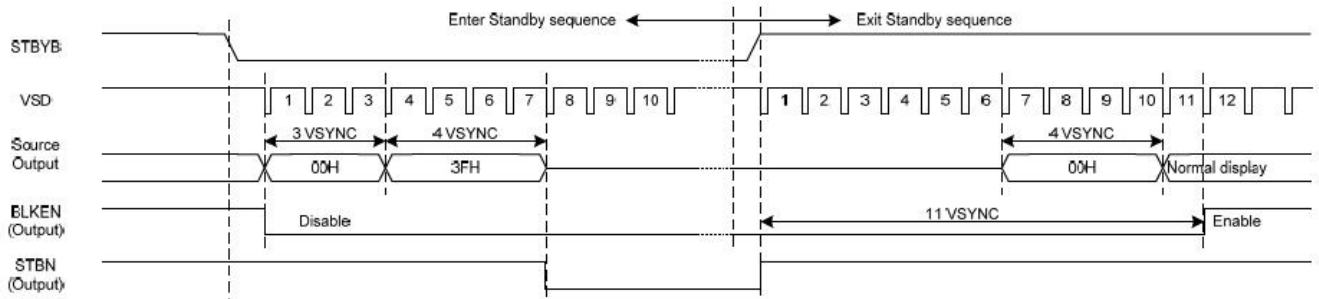 Enter Standby sequence Exit Standby sequence
STBYB
VSD 1 2 3 4 5 6 7 8 9 10 1 2 3 4 5 6 7 8 9 10 11 12
3 VSYNC 4 VSYNC 4 VSYNC
Source
Output
00H 3FH 00H Normal display
11 VSYNC
BLKEN
(Output)
Disable Enable
STBN
(Output)